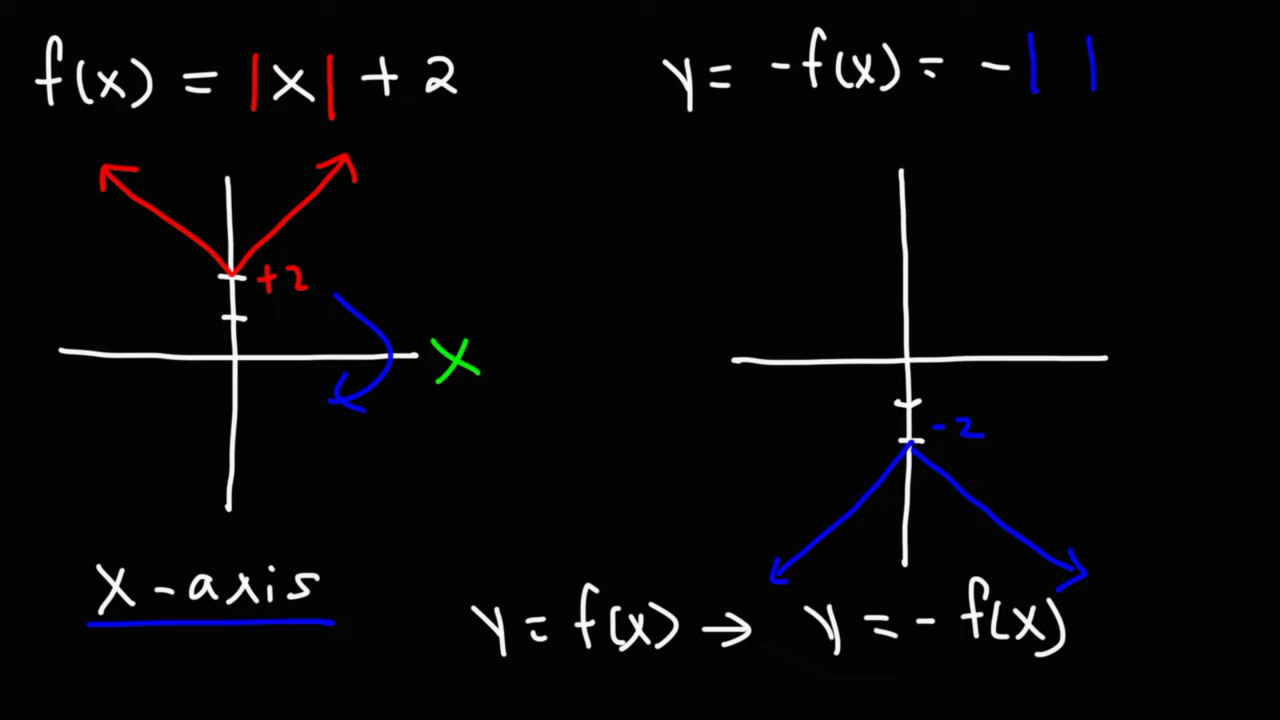 f(x) = |x| + 2
y = -f(x) = -| |
+2
x
-2
x-axis
y = f(x) → y = -f(x)